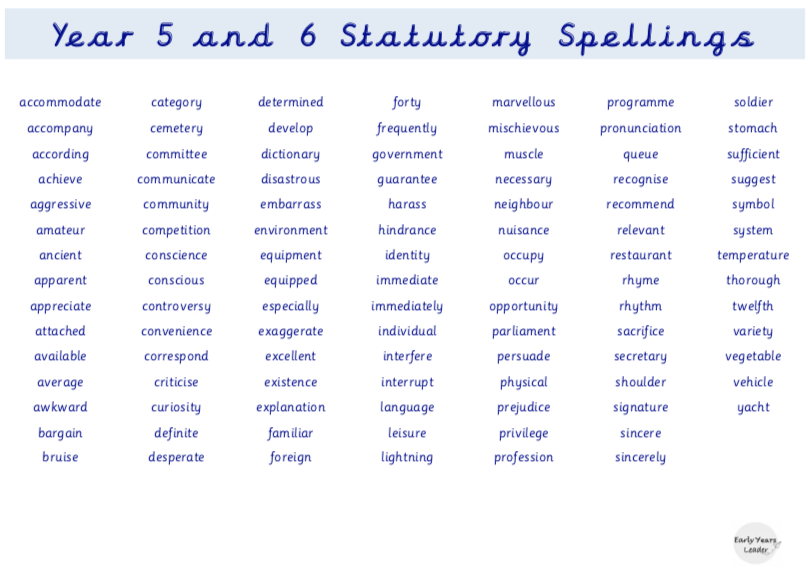 Year 5 and 6 Statutory Spellings
accommodate category determined forty marvellous programme soldier
accompany cemetery develop frequently mischievous pronunciation stomach
according committee dictionary government muscle queue sufficient
achieve communicate disastrous guarantee necessary recognise suggest
aggressive community embarrass harass neighbour recommend symbol
amateur competition environment hindrance nuisance relevant system
ancient conscience equipment identity occupy restaurant temperature
apparent conscious equipped immediate occur rhyme thorough
appreciate controversy especially immediately opportunity rhythm twelfth
attached convenience exaggerate individual parliament sacrifice variety
available correspond excellent interfere persuade secretary vegetable
average criticise existence interrupt physical shoulder vehicle
awkward curiosity explanation language prejudice signature yacht
bargain definite familiar leisure privilege sincere
bruise desperate foreign lightning profession sincerely
Early Years
Leader